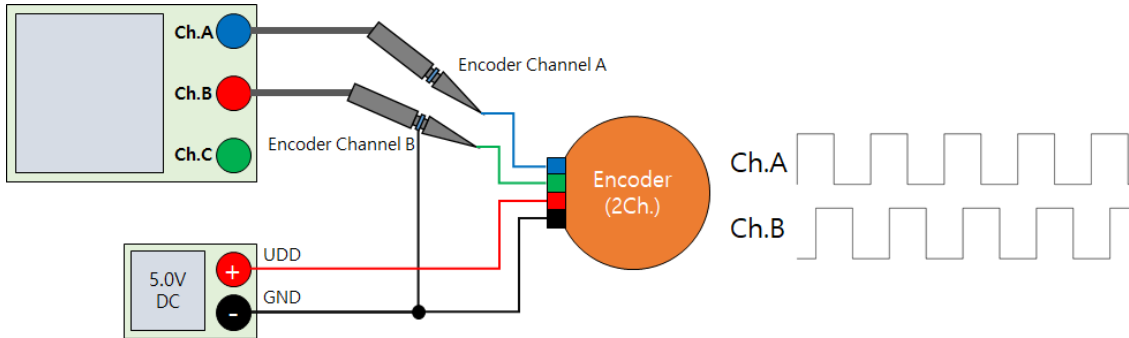 Ch.A
Encoder Channel A
Ch.B
Encoder Channel B
Ch.C
Encoder
(2Ch.)
Ch.A
Ch.B
5.0V
DC
+
UDD
-
GND